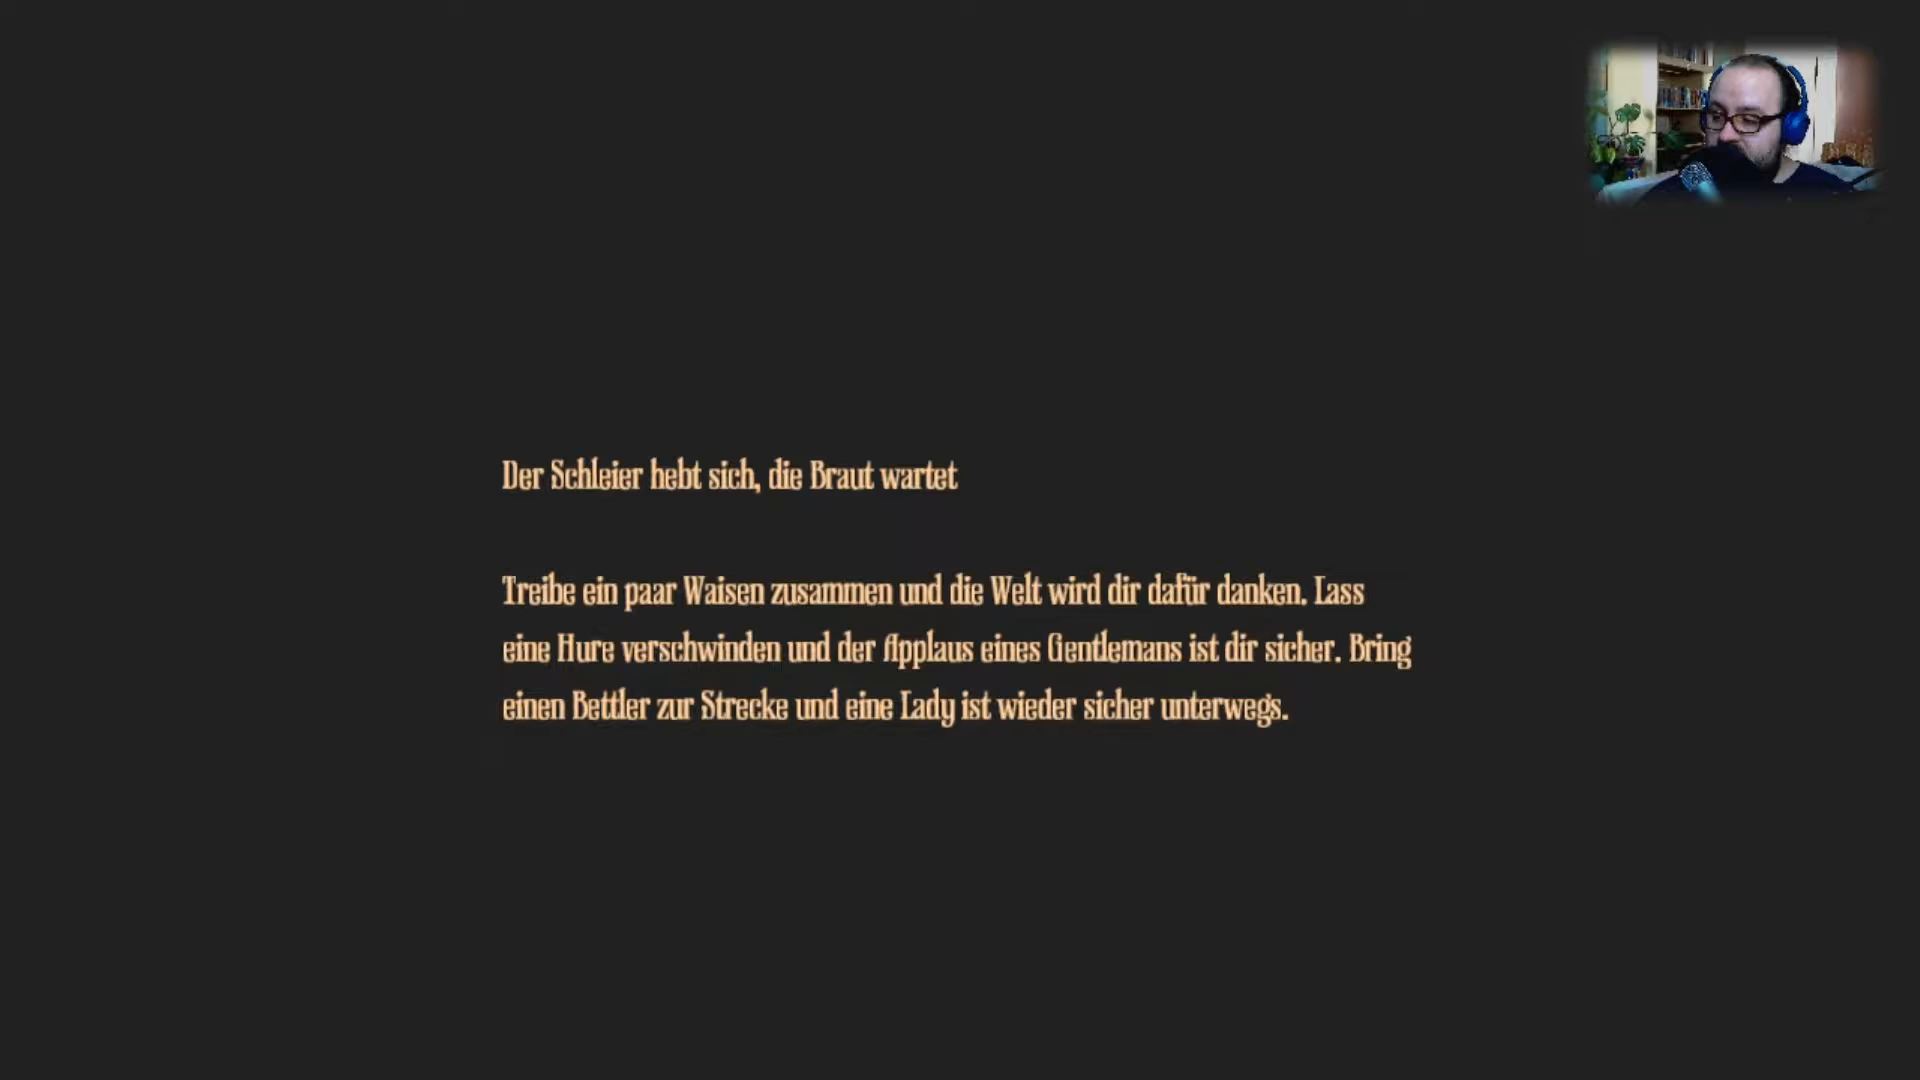 Der Schleier hebt sich, die Braut wartet
Treibe ein paar Waisen zusammen und die Welt wird dir dafür danken. Lass
eine Hure verschwinden und der Applaus eines Gentlemans ist dir sicher. Bring
einen Bettler zur Strecke und eine Lady ist wieder sicher unterwegs.